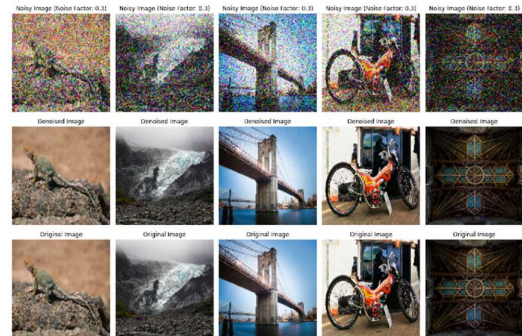 Noisy Image (Noise Factor: 0.3) Noisy Image (Noise Factor: 0.3) Noisy Image (Noise Factor: 0.3) Noisy Image (Noise Factor: 0.3) Noisy Image (Noise Factor: 0.3)
Denoised Image Denoised Image Denoised Image Denoised Image Denoised Image
Original Image Original Image Original Image Original Image Original Image